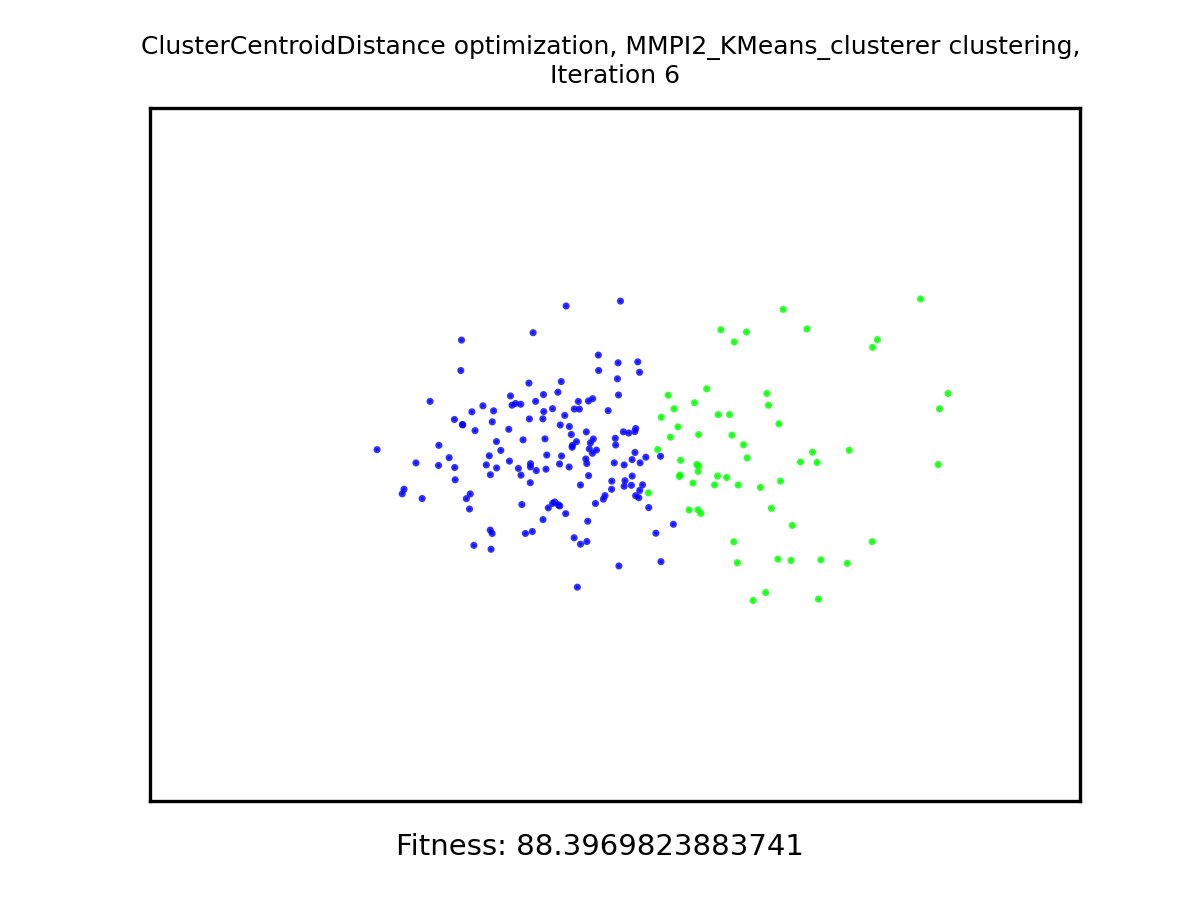 ClusterCentroidDistance optimization, MMPI2_KMeans_clusterer clustering,
Iteration 6
Fitness: 88.3969823883741